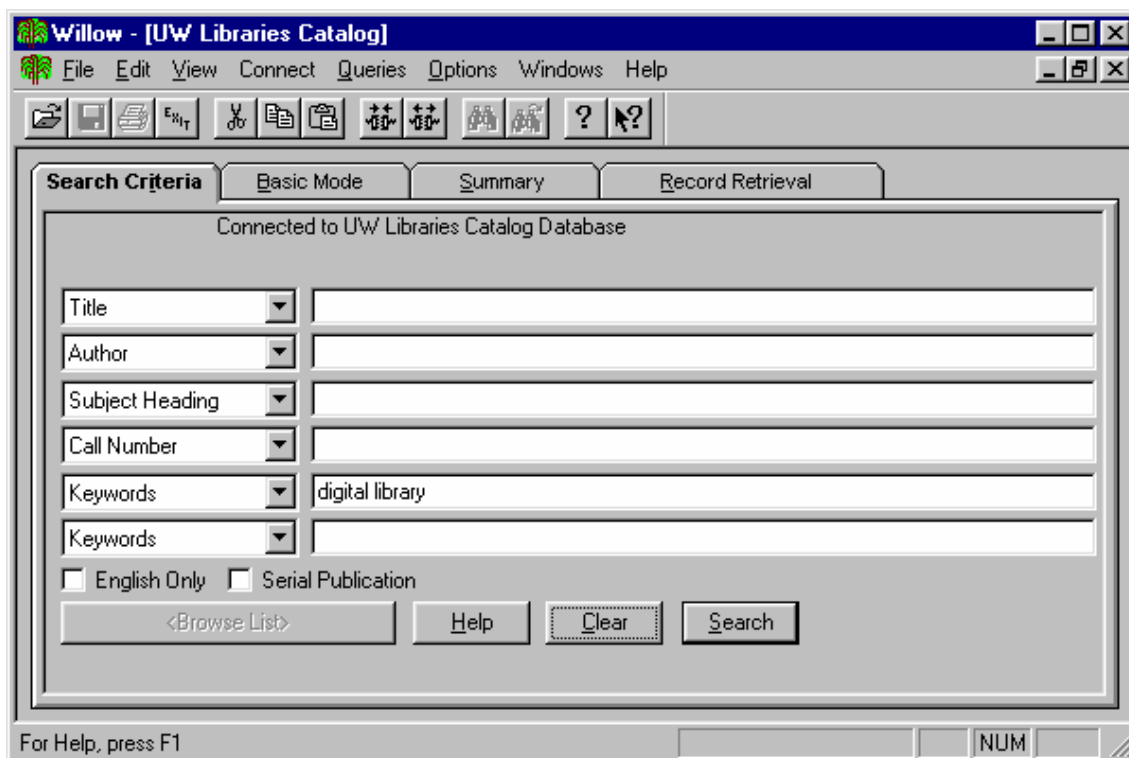 Willow - [UW Libraries Catalog]
File Edit View Connect Queries Options Windows Help
EXIT ? ?
Search Criteria Basic Mode Summary Record Retrieval
Connected to UW Libraries Catalog Database
Title
Author
Subject Heading
Call Number
Keywords digital library
Keywords
English Only Serial Publication
<Browse List> Help Clear Search
For Help, press F1 NUM